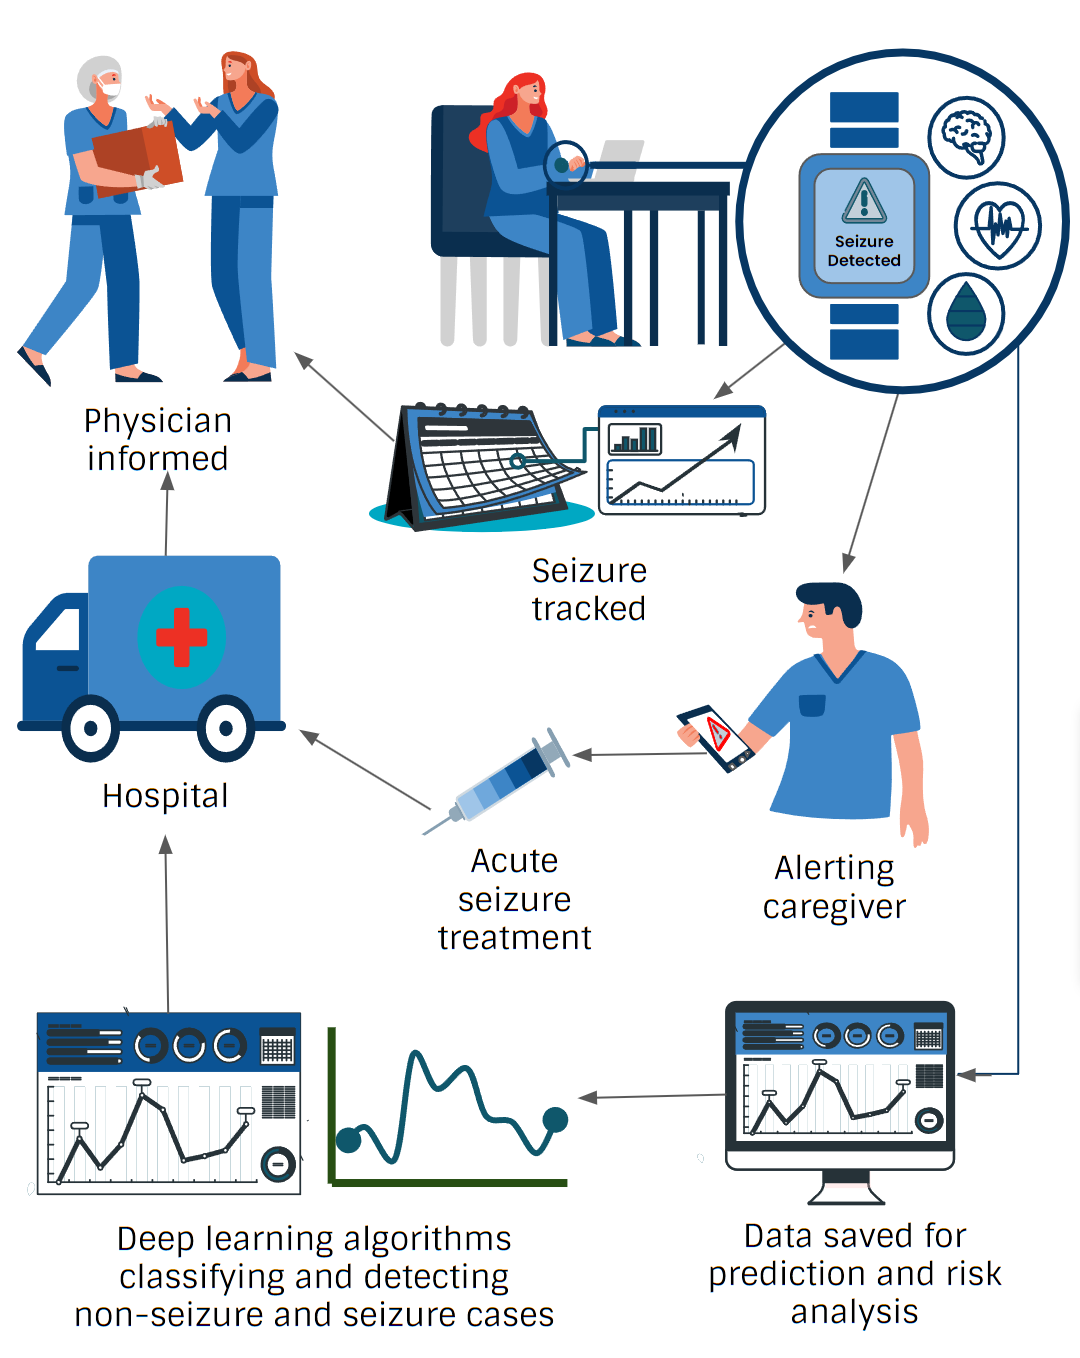 Seizure
Detected
Physician
informed
Seizure
tracked
Hospital
Acute
seizure
treatment
Alerting
caregiver
Deep learning algorithms
classifying and detecting
non-seizure and seizure cases
Data saved for
prediction and risk
analysis